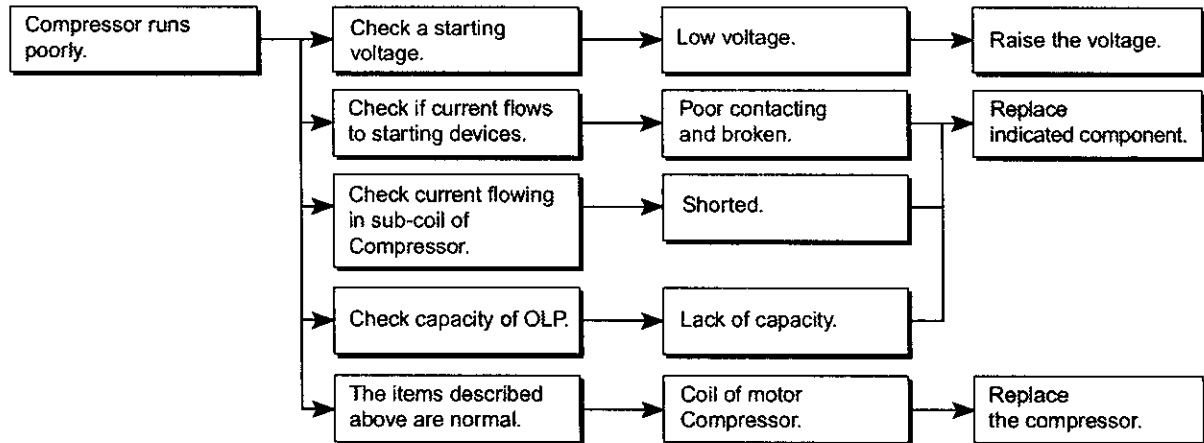 Compressor runs
poorly.
Check a starting
voltage.
Low voltage.
Raise the voltage.
Check if current flows
to starting devices.
Poor contacting
and broken.
Replace
indicated component.
Check current flowing
in sub-coil of
Compressor.
Shorted.
Check capacity of OLP.
Lack of capacity.
The items described
above are normal.
Coil of motor
Compressor.
Replace
the compressor.